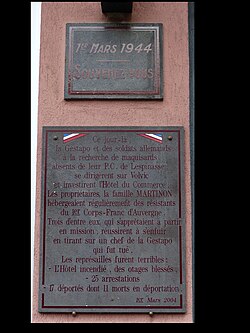 1er MARS 1944
SOUVENEZ-VOUS
Ce jour-là
la Gestapo et des soldats allemands
à la recherche de maquisards
absents de leur P.C. de Lespinasse
se dirigèrent sur Volvic
et investirent l'Hôtel du Commerce
Les propriétaires, la famille MARTINON
hébergeaient régulièrement des résistants
du Corps-Franc d'Auvergne
Trois d'entre eux qui s'apprêtaient à partir
en mission, réussirent à s'enfuir
en tirant sur un chef de la Gestapo
qui fut tué.
Les représailles furent terribles :
- L'Hôtel incendié, des otages blessés,
- 25 arrestations
- 17 déportés dont 11 morts en déportation
Mars 2004